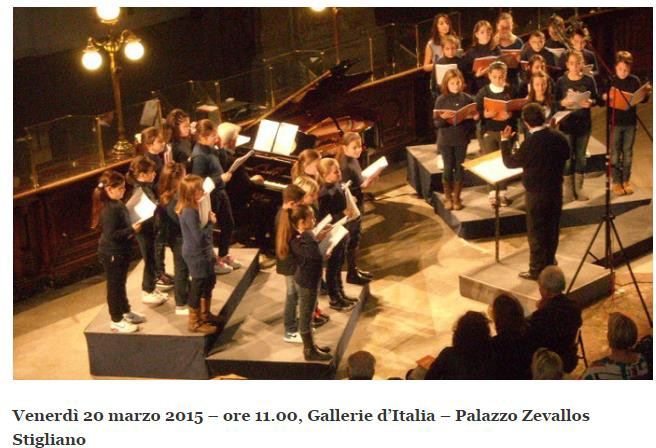 Venerdì 20 marzo 2015 – ore 11.00, Gallerie d’Italia – Palazzo Zevallos
Stigliano